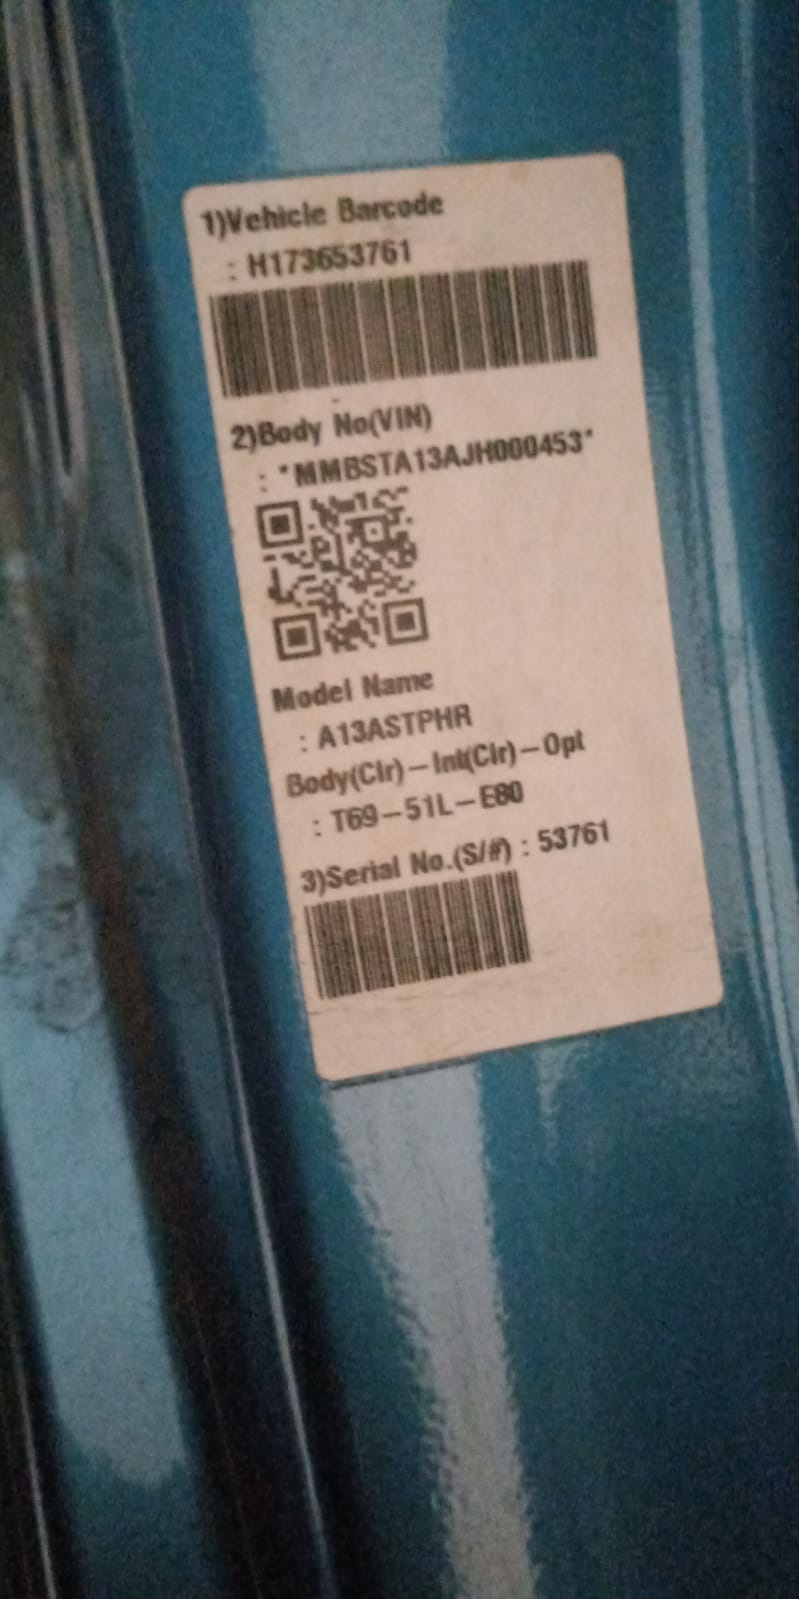 1)Vehicle Barcode
: H173653761
2)Body No(VIN)
: *MMBSTA13AJH000453*
Model Name
: A13ASTPHR
Body(Clr)–Int(Clr)–Opt
: T69–51L–E80
3)Serial No.(S/#) : 53761